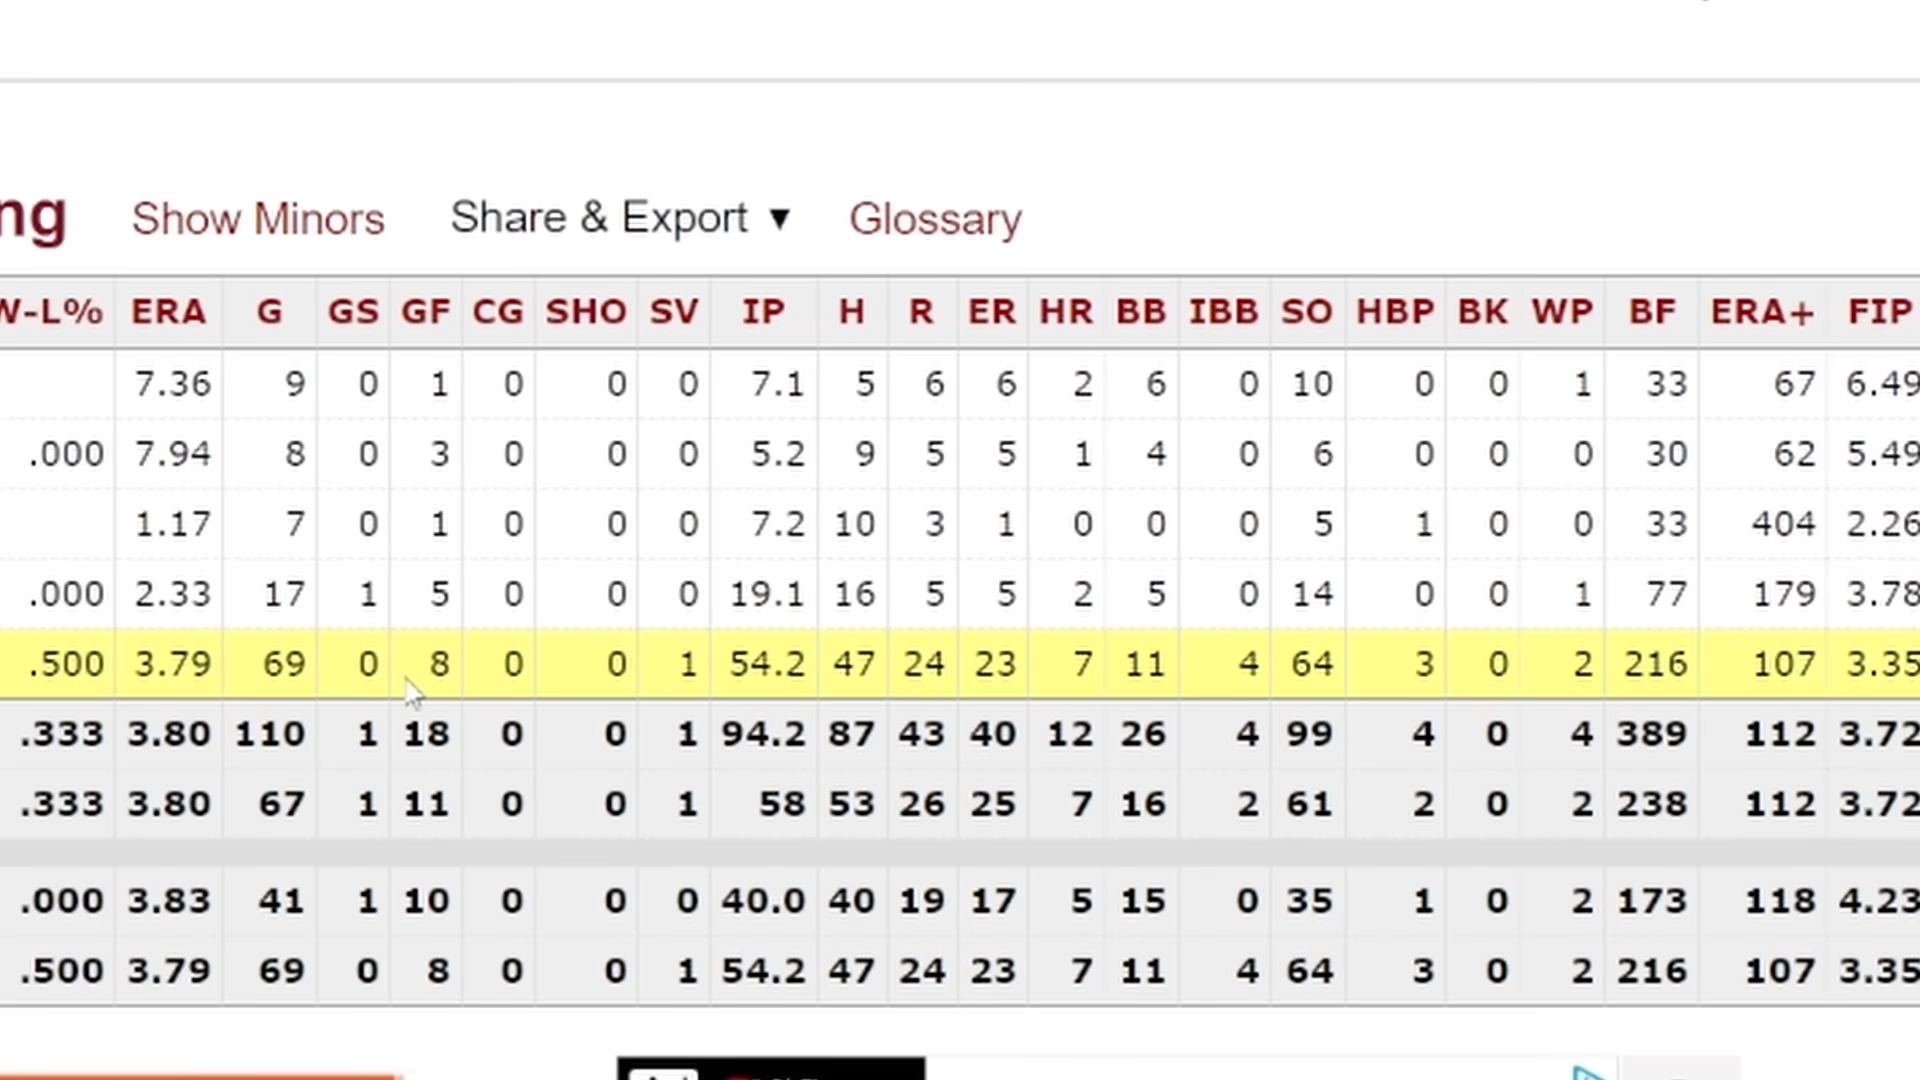 ng Show Minors Share & Export ▼ Glossary
W-L% ERA G GS GF CG SHO SV IP H R ER HR BB IBB SO HBP BK WP BF ERA+ FIP
7.36 9 0 1 0 0 0 7.1 5 6 6 2 6 0 10 0 0 1 33 67 6.49
.000 7.94 8 0 3 0 0 0 5.2 9 5 5 1 4 0 6 0 0 0 30 62 5.49
1.17 7 0 1 0 0 0 7.2 10 3 1 0 0 0 5 1 0 0 33 404 2.26
.000 2.33 17 1 5 0 0 0 19.1 16 5 5 2 5 0 14 0 0 1 77 179 3.78
.500 3.79 69 0 8 0 0 1 54.2 47 24 23 7 11 4 64 3 0 2 216 107 3.35
.333 3.80 110 1 18 0 0 1 94.2 87 43 40 12 26 4 99 4 0 4 389 112 3.72
.333 3.80 67 1 11 0 0 1 58 53 26 25 7 16 2 61 2 0 2 238 112 3.72
.000 3.83 41 1 10 0 0 0 40.0 40 19 17 5 15 0 35 1 0 2 173 118 4.23
.500 3.79 69 0 8 0 0 1 54.2 47 24 23 7 11 4 64 3 0 2 216 107 3.35